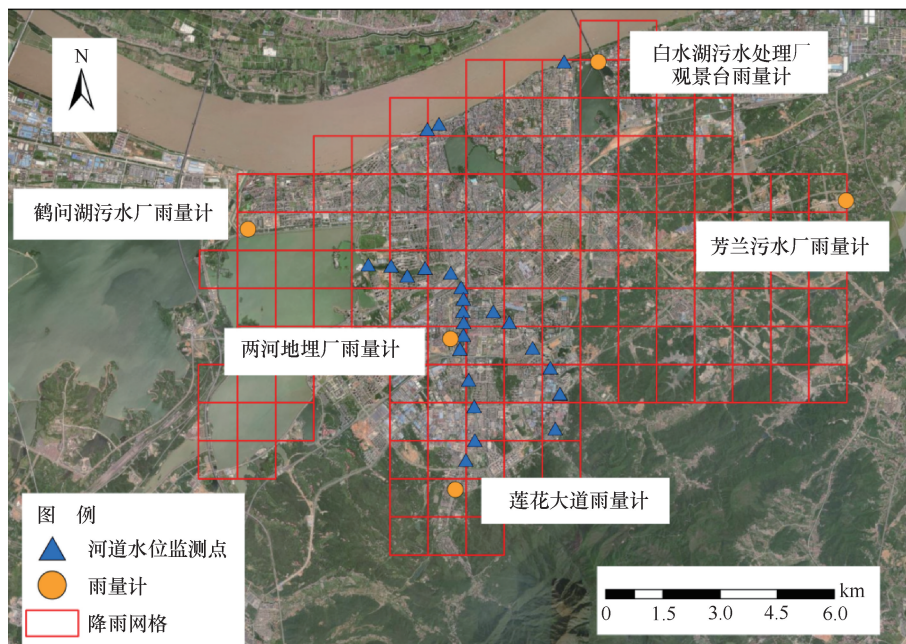 N
白水湖污水处理厂
观景台雨量计
鹤问湖污水厂雨量计
芳兰污水厂雨量计
两河地埋厂雨量计
莲花大道雨量计
图 例
河道水位监测点
雨量计
降雨网格
km
0 1.5 3.0 4.5 6.0